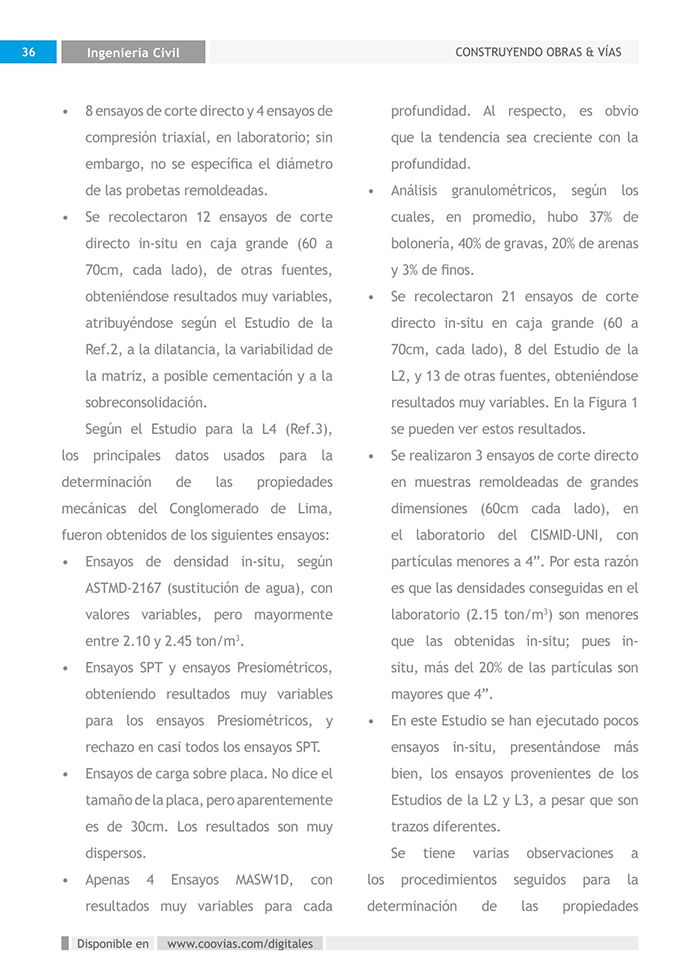 36
Ingeniería Civil
CONSTRUYENDO OBRAS & VÍAS
• 8 ensayos de corte directo y 4 ensayos de
compresión triaxial, en laboratorio; sin
embargo, no se específica el diámetro
de las probetas remoldeadas.
• Se recolectaron 12 ensayos de corte
directo in-situ en caja grande (60 a
70cm, cada lado), de otras fuentes,
obteniéndose resultados muy variables,
atribuyéndose según el Estudio de la
Ref.2, a la dilatancia, la variabilidad de
la matriz, a posible cementación y a la
sobreconsolidación.
Según el Estudio para la L4 (Ref.3),
los principales datos usados para la
determinación de las propiedades
mecánicas del Conglomerado de Lima,
fueron obtenidos de los siguientes ensayos:
• Ensayos de densidad in-situ, según
ASTMD-2167 (sustitución de agua), con
valores variables, pero mayormente
entre 2.10 y 2.45 ton/m³.
• Ensayos SPT y ensayos Presiométricos,
obteniendo resultados muy variables
para los ensayos Presiométricos, y
rechazo en casi todos los ensayos SPT.
• Ensayos de carga sobre placa. No dice el
tamaño de la placa, pero aparentemente
es de 30cm. Los resultados son muy
dispersos.
• Apenas 4 Ensayos MASW1D, con
resultados muy variables para cada
profundidad. Al respecto, es obvio
que la tendencia sea creciente con la
profundidad.
• Análisis granulométricos, según los
cuales, en promedio, hubo 37% de
bolonería, 40% de gravas, 20% de arenas
y 3% de finos.
• Se recolectaron 21 ensayos de corte
directo in-situ en caja grande (60 a
70cm, cada lado), 8 del Estudio de la
L2, y 13 de otras fuentes, obteniéndose
resultados muy variables. En la Figura 1
se pueden ver estos resultados.
• Se realizaron 3 ensayos de corte directo
en muestras remoldeadas de grandes
dimensiones (60cm cada lado), en
el laboratorio del CISMID-UNI, con
partículas menores a 4”. Por esta razón
es que las densidades conseguidas en el
laboratorio (2.15 ton/m³) son menores
que las obtenidas in-situ; pues in-
situ, más del 20% de las partículas son
mayores que 4”.
• En este Estudio se han ejecutado pocos
ensayos in-situ, presentándose más
bien, los ensayos provenientes de los
Estudios de la L2 y L3, a pesar que son
trazos diferentes.
Se tiene varias observaciones a
los procedimientos seguidos para la
determinación de las propiedades
Disponible en www.coovias.com/digitales